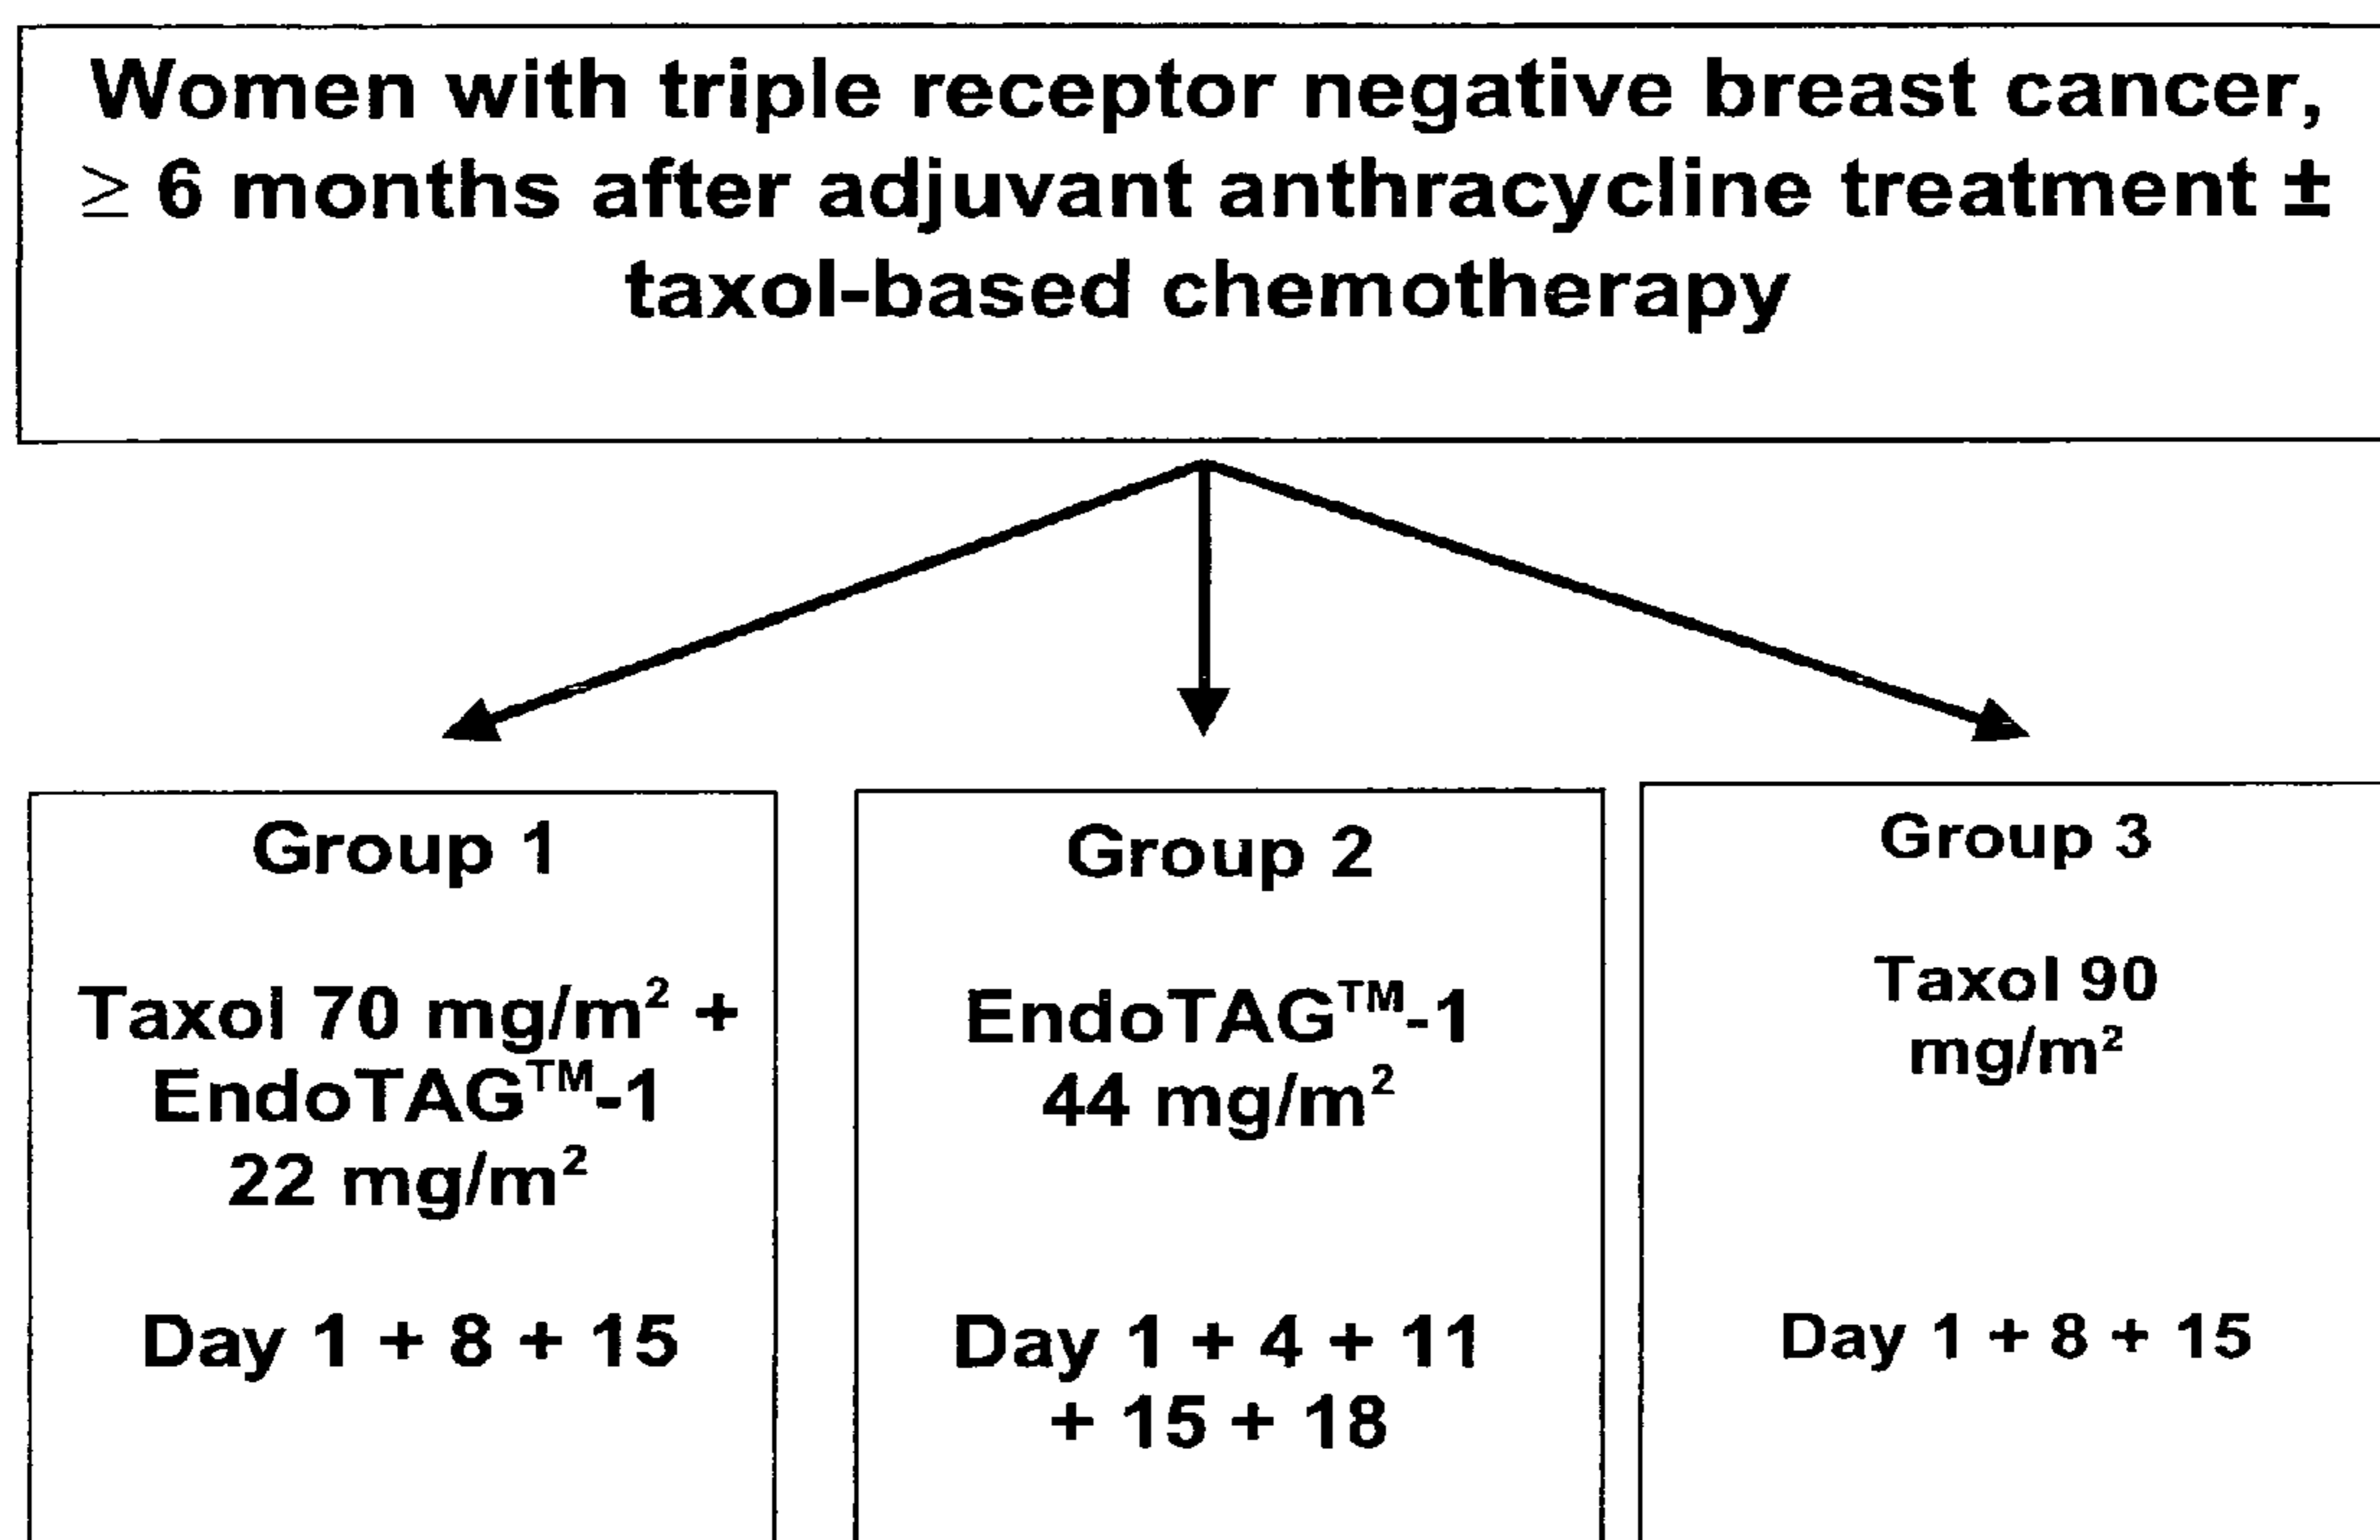 Women with triple receptor negative breast cancer,
≥ 6 months after adjuvant anthracycline treatment ±
taxol-based chemotherapy
Group 1
Taxol 70 mg/m² +
EndoTAG™-1
22 mg/m²
Day 1 + 8 + 15
Group 2
EndoTAG™-1
44 mg/m²
Day 1 + 4 + 11
+ 15 + 18
Group 3
Taxol 90
mg/m²
Day 1 + 8 + 15